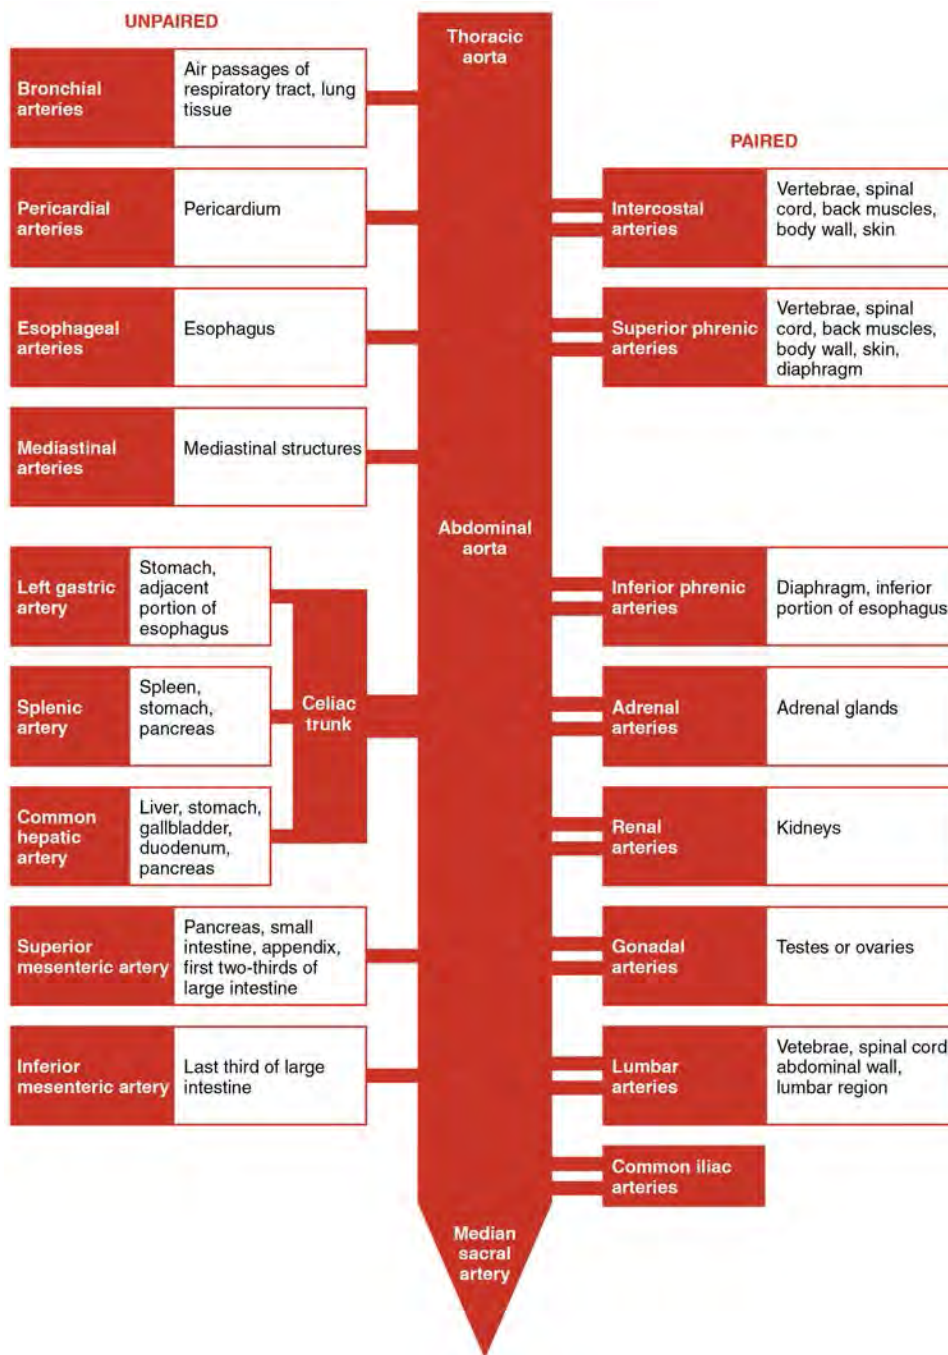 UNPAIRED
Thoracic
aorta
Bronchial
arteries
Air passages of
respiratory tract, lung
tissue
PAIRED
Pericardial
arteries
Pericardium
Intercostal
arteries
Vertebrae, spinal
cord, back muscles,
body wall, skin
Esophageal
arteries
Esophagus
Superior phrenic
arteries
Vertebrae, spinal
cord, back muscles,
body wall, skin,
diaphragm
Mediastinal
arteries
Mediastinal structures
Abdominal
aorta
Left gastric
artery
Stomach,
adjacent
portion of
esophagus
Inferior phrenic
arteries
Diaphragm, inferior
portion of esophagus
Splenic
artery
Spleen,
stomach,
pancreas
Celiac
trunk
Adrenal
arteries
Adrenal glands
Common
hepatic
artery
Liver, stomach,
gallbladder,
duodenum,
pancreas
Renal
arteries
Kidneys
Superior
mesenteric artery
Pancreas, small
intestine, appendix,
first two-thirds of
large intestine
Gonadal
arteries
Testes or ovaries
Inferior
mesenteric artery
Last third of large
intestine
Lumbar
arteries
Vetebrae, spinal cord
abdominal wall,
lumbar region
Common iliac
arteries
Median
sacral
artery